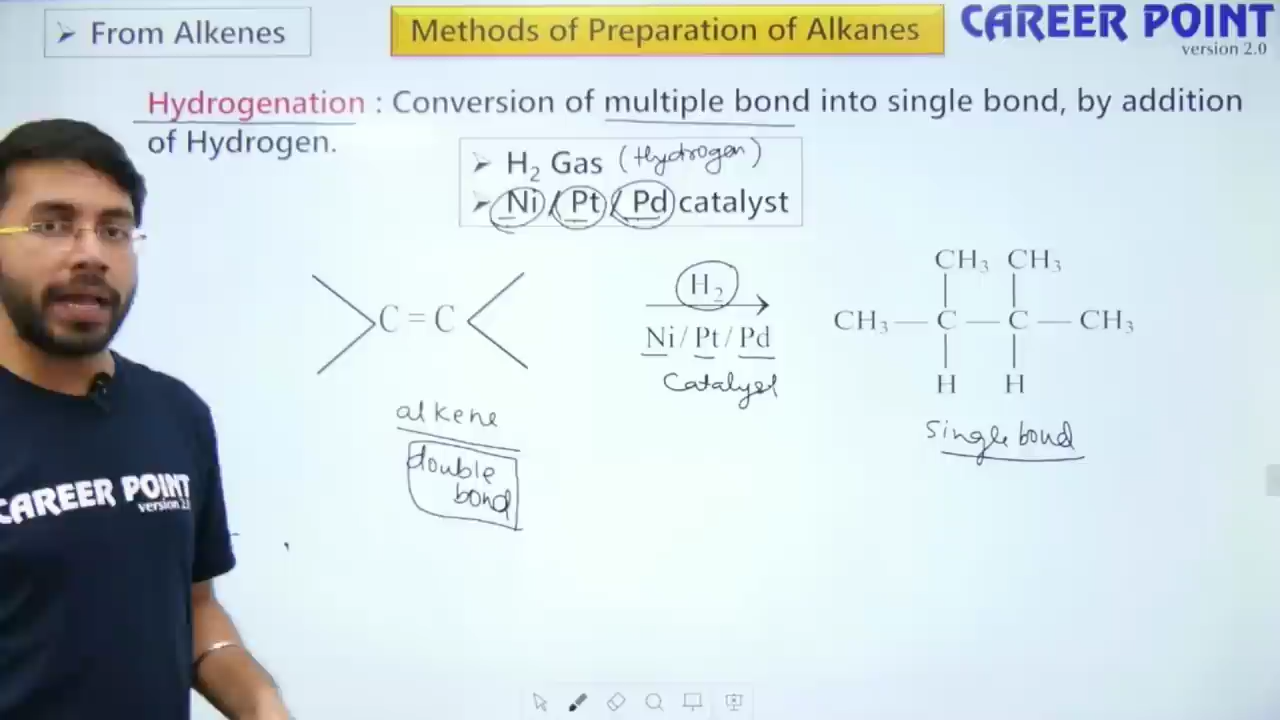 ➢ From Alkenes
Methods of Preparation of Alkanes
CAREER POINT
version 2.0
Hydrogenation : Conversion of multiple bond into single bond, by addition
of Hydrogen.
➢ H₂ Gas (Hydrogen)
➢ Ni / Pt / Pd catalyst
CH₃ CH₃
C = C
H₂
CH₃ — C — C — CH₃
Ni / Pt / Pd
Catalyst
H H
alkene
single bond
double
bond
CAREER POINT
version 2.0